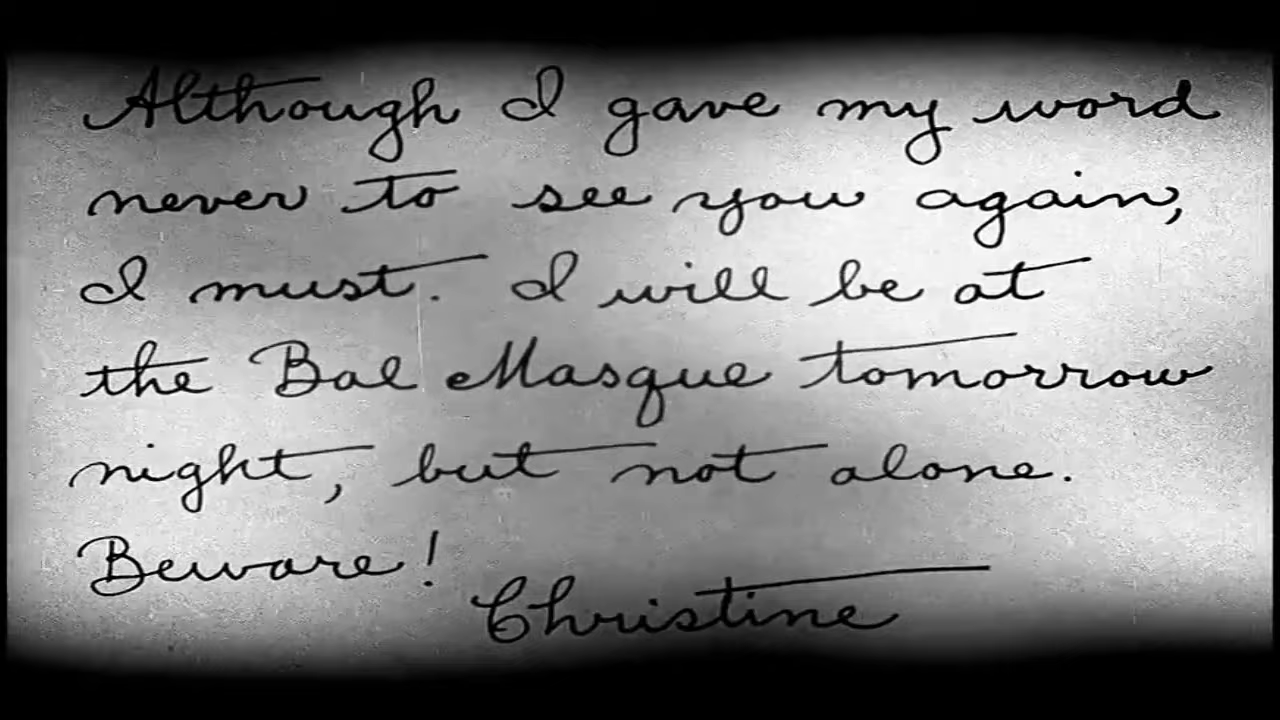 Although I gave my word
never to see you again,
I must. I will be at
the Bal Masque tomorrow
night, but not alone.
Beware!
Christine